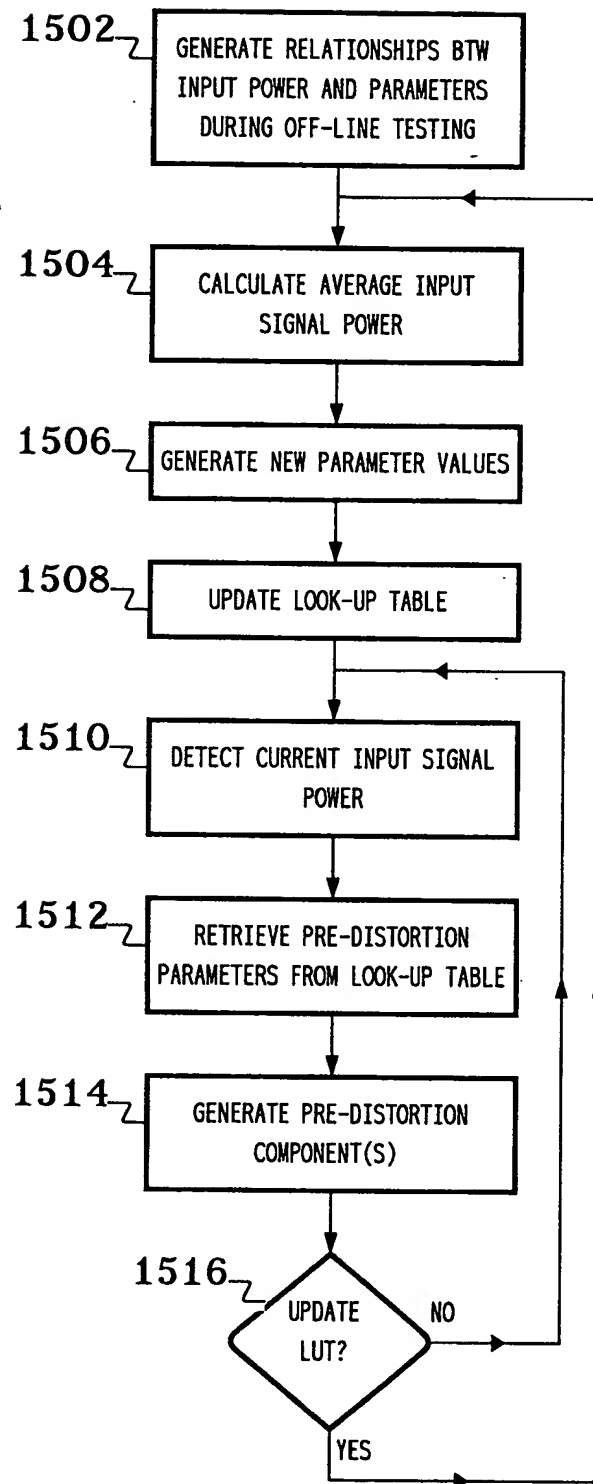 1502
GENERATE RELATIONSHIPS BTW
INPUT POWER AND PARAMETERS
DURING OFF-LINE TESTING
1504
CALCULATE AVERAGE INPUT
SIGNAL POWER
1506
GENERATE NEW PARAMETER VALUES
1508
UPDATE LOOK-UP TABLE
1510
DETECT CURRENT INPUT SIGNAL
POWER
1512
RETRIEVE PRE-DISTORTION
PARAMETERS FROM LOOK-UP TABLE
1514
GENERATE PRE-DISTORTION
COMPONENT(S)
1516
UPDATE
LUT?
NO
YES